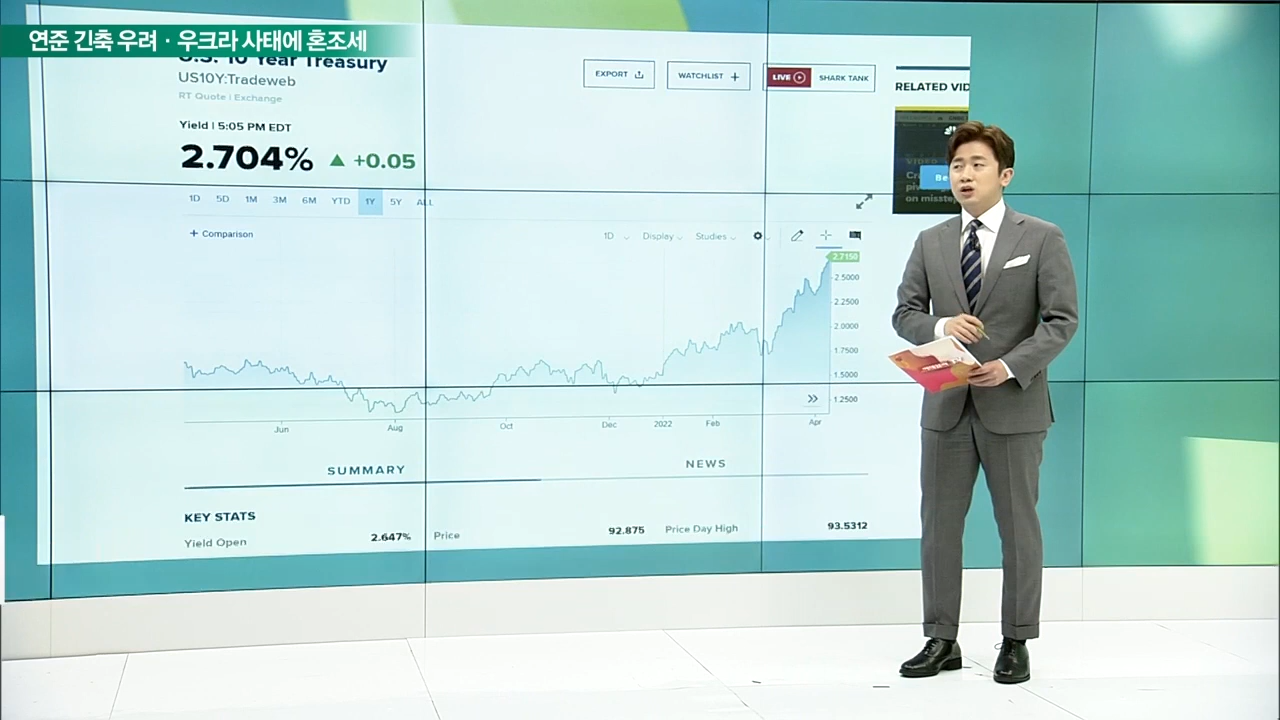 연준 긴축 우려 · 우크라 사태에 혼조세
U.S. 10 Year Treasury
US10Y:Tradeweb
RT Quote | Exchange
Yield | 5:05 PM EDT
2.704% ▲ +0.05
EXPORT
WATCHLIST +
LIVE SHARK TANK
RELATED VID
VIDEO
on misste
Be
1D 5D 1M 3M 6M YTD 1Y 5Y ALL
+ Comparison
1D Display Studies
2.7150
2.5000
2.2500
2.0000
1.7500
1.5000
1.2500
Jun Aug Oct Dec 2022 Feb Apr
SUMMARY NEWS
KEY STATS
Yield Open 2.647% Price 92.875 Price Day High 93.5312